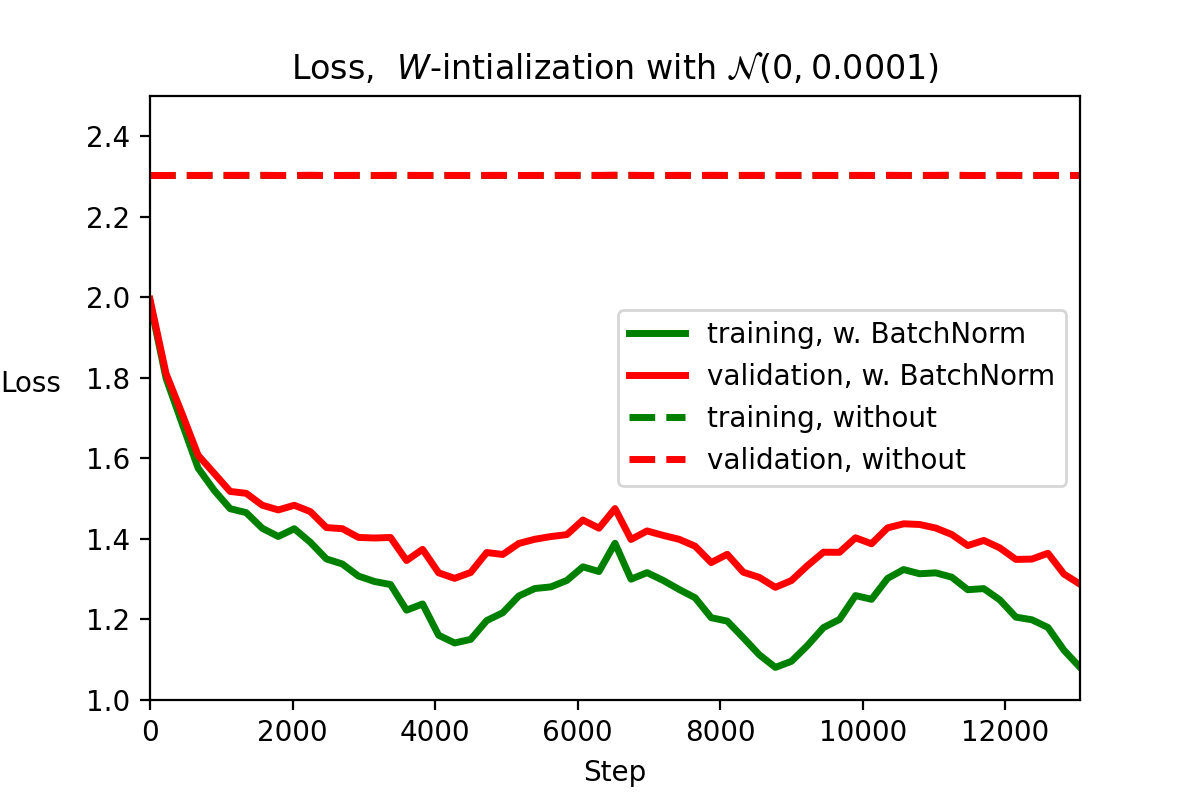 Loss,  W-intialization with 𝒩(0, 0.0001)
2.4
2.2
2.0
1.8
1.6
1.4
1.2
1.0
Loss
training, w. BatchNorm
validation, w. BatchNorm
training, without
validation, without
0 2000 4000 6000 8000 10000 12000
Step